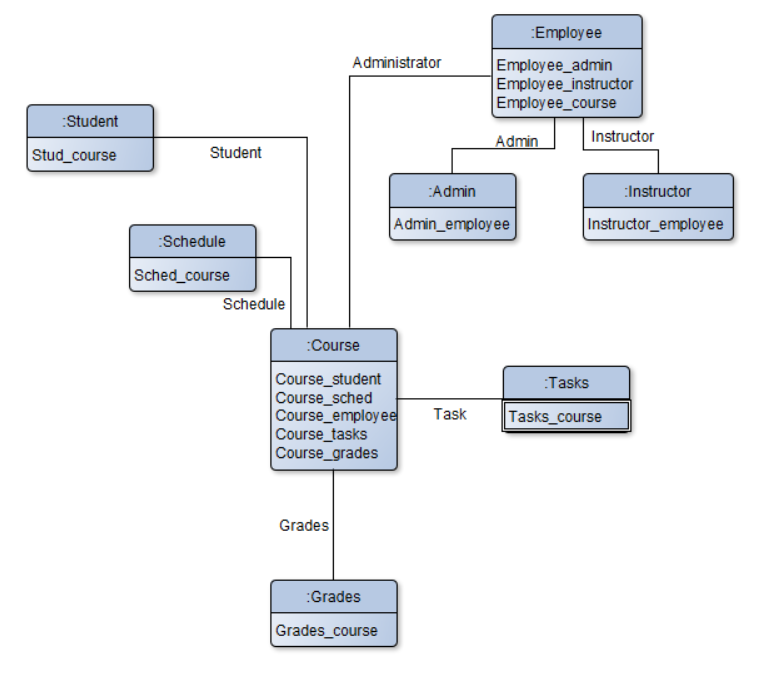 :Employee
Employee_admin
Employee_instructor
Employee_course
Administrator
:Student
Stud_course
Student
Admin
Instructor
:Admin
Admin_employee
:Instructor
Instructor_employee
:Schedule
Sched_course
Schedule
:Course
Course_student
Course_sched
Course_employee
Course_tasks
Course_grades
Task
:Tasks
Tasks_course
Grades
:Grades
Grades_course